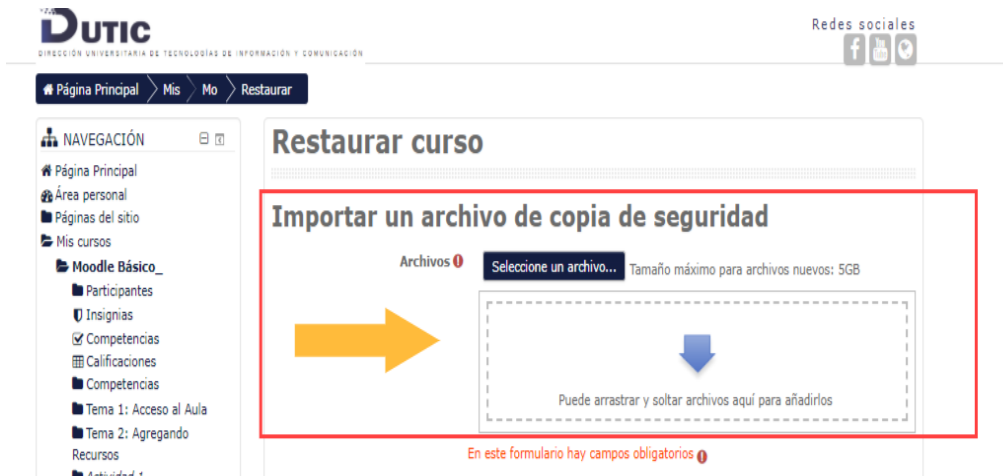 DUTIC
DIRECCIÓN UNIVERSITARIA DE TECNOLOGÍAS DE INFORMACIÓN Y COMUNICACIÓN
Redes sociales
Página Principal Mis Mo Restaurar
NAVEGACIÓN
Página Principal
Área personal
Páginas del sitio
Mis cursos
Moodle Básico_
Participantes
Insignias
Competencias
Calificaciones
Competencias
Tema 1: Acceso al Aula
Tema 2: Agregando
Recursos
Actividad 1
Restaurar curso
Importar un archivo de copia de seguridad
Archivos
Seleccione un archivo... Tamaño máximo para archivos nuevos: 5GB
Puede arrastrar y soltar archivos aquí para añadirlos
En este formulario hay campos obligatorios